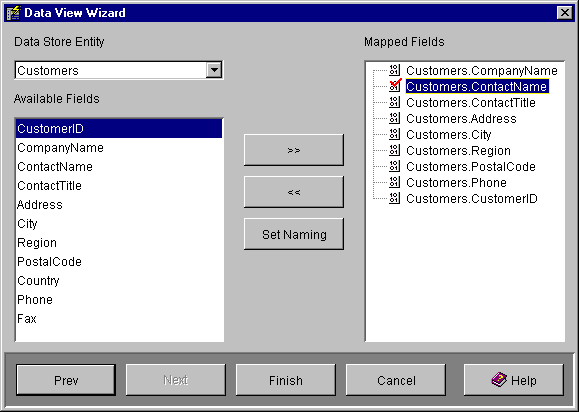 Data View Wizard
Data Store Entity
Customers
Available Fields
CustomerID
CompanyName
ContactName
ContactTitle
Address
City
Region
PostalCode
Country
Phone
Fax
>>
<<
Set Naming
Mapped Fields
Customers.CompanyName
Customers.ContactName
Customers.ContactTitle
Customers.Address
Customers.City
Customers.Region
Customers.PostalCode
Customers.Phone
Customers.CustomerID
Prev
Next
Finish
Cancel
Help